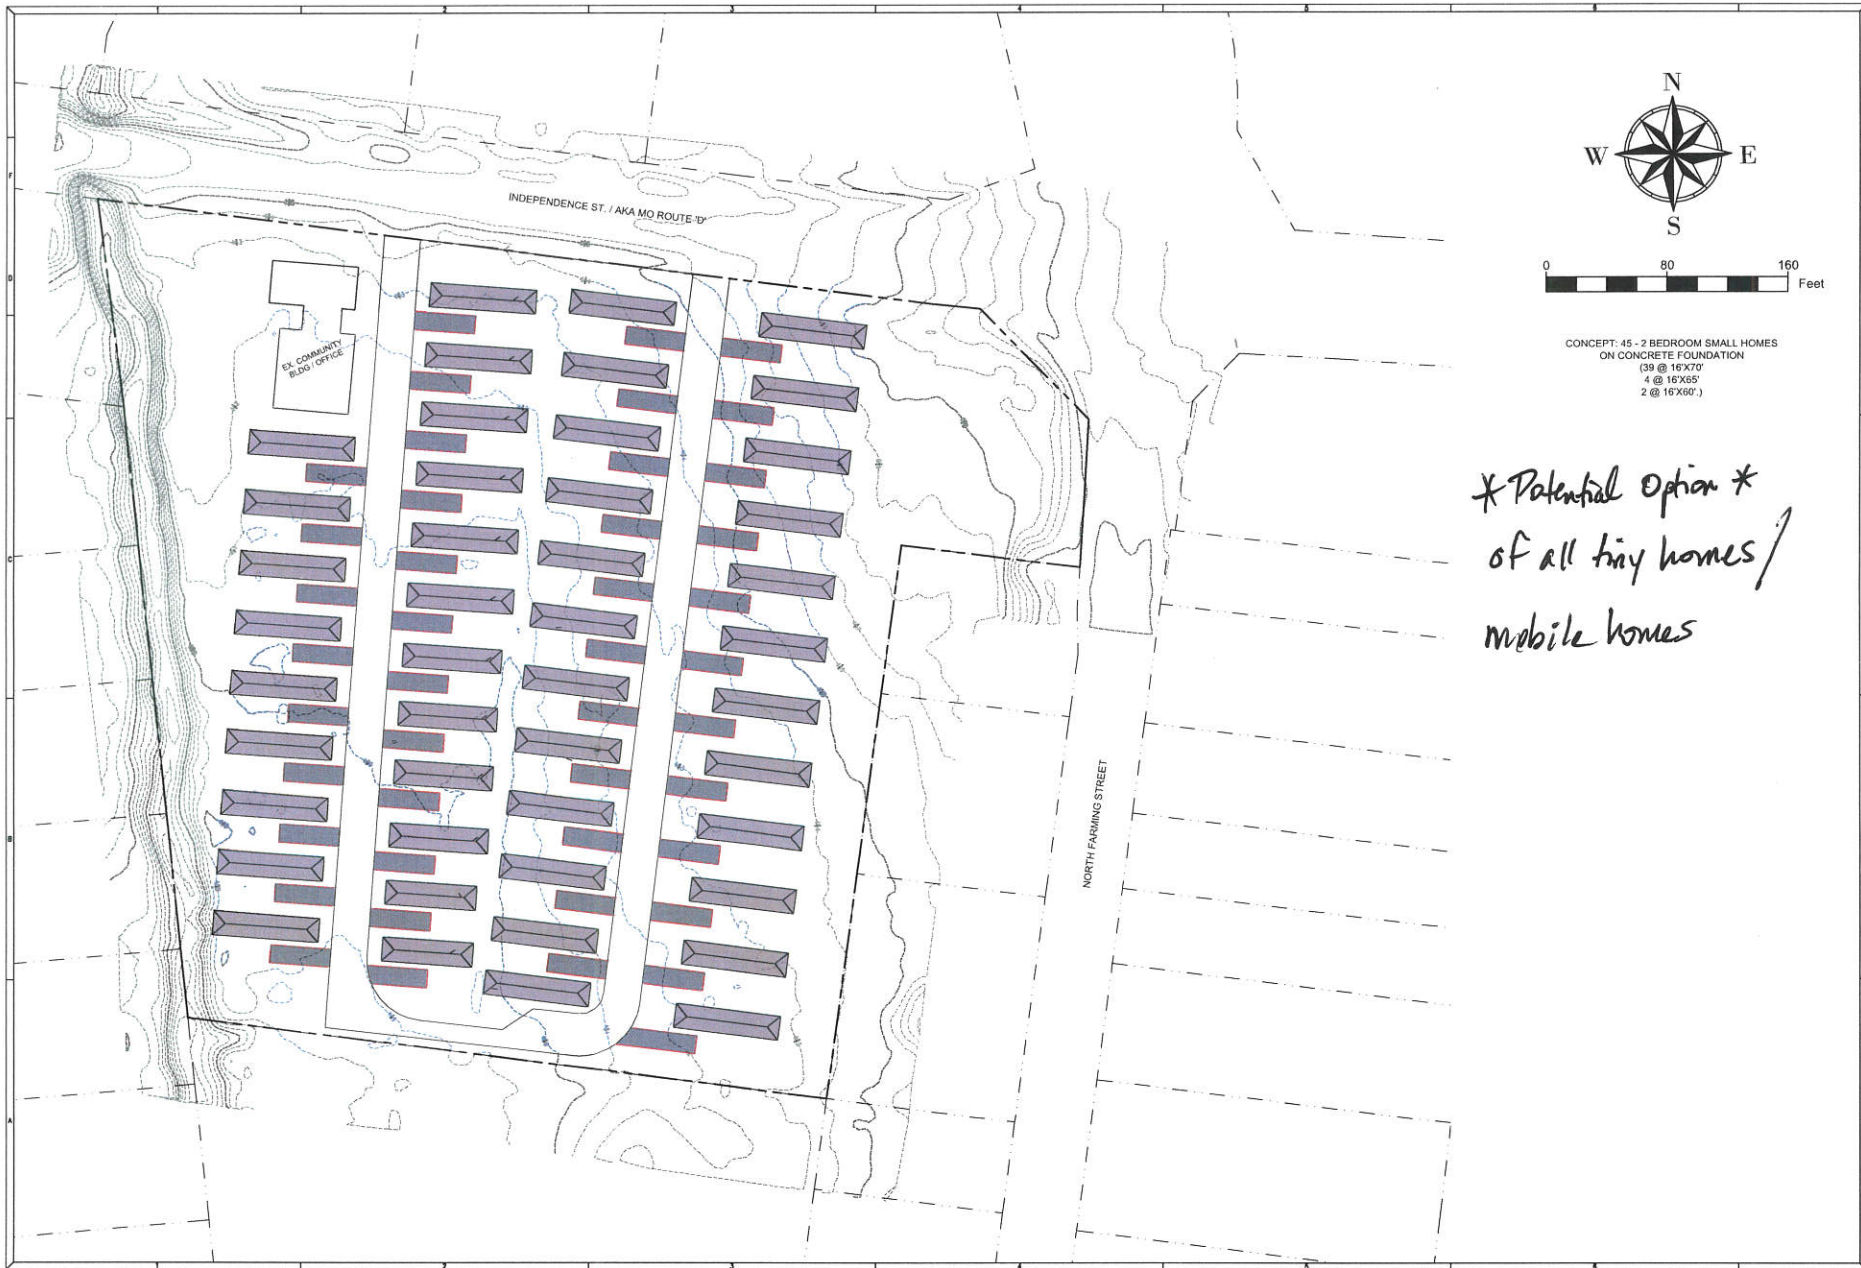 N
W E
S
0 80 160
Feet
CONCEPT: 45 - 2 BEDROOM SMALL HOMES
ON CONCRETE FOUNDATION
(39 @ 16'X70'
4 @ 16'X65'
2 @ 16'X60'.)
* Potential Option *
of all tiny homes /
mobile homes
INDEPENDENCE ST. / AKA MO ROUTE 'D'
EX. COMMUNITY
BLDG / OFFICE
NORTH FARMING STREET